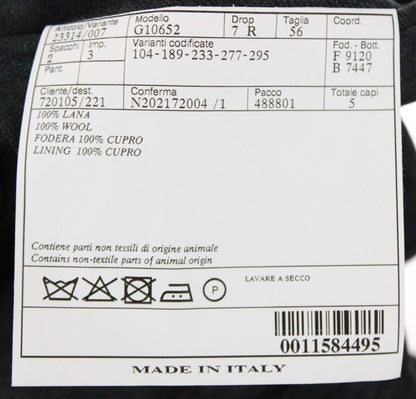 Articolo/Variante Modello Drop Taglia Coord.
23314/007 G10652 7 R 56
Spacchi Imp. Varianti codificate Fod. - Bott.
2 3 104-189-233-277-295 F 9120
Pant. B 7447
Cliente/dest. Conferma Pacco Totale capi
720105/221 N202172004 /1 488801 5
100% LANA
100% WOOL
FODERA 100% CUPRO
LINING 100% CUPRO
Contiene parti non tessili di origine animale
Contains non-textile parts of animal origin
P LAVARE A SECCO
0011584495
MADE IN ITALY